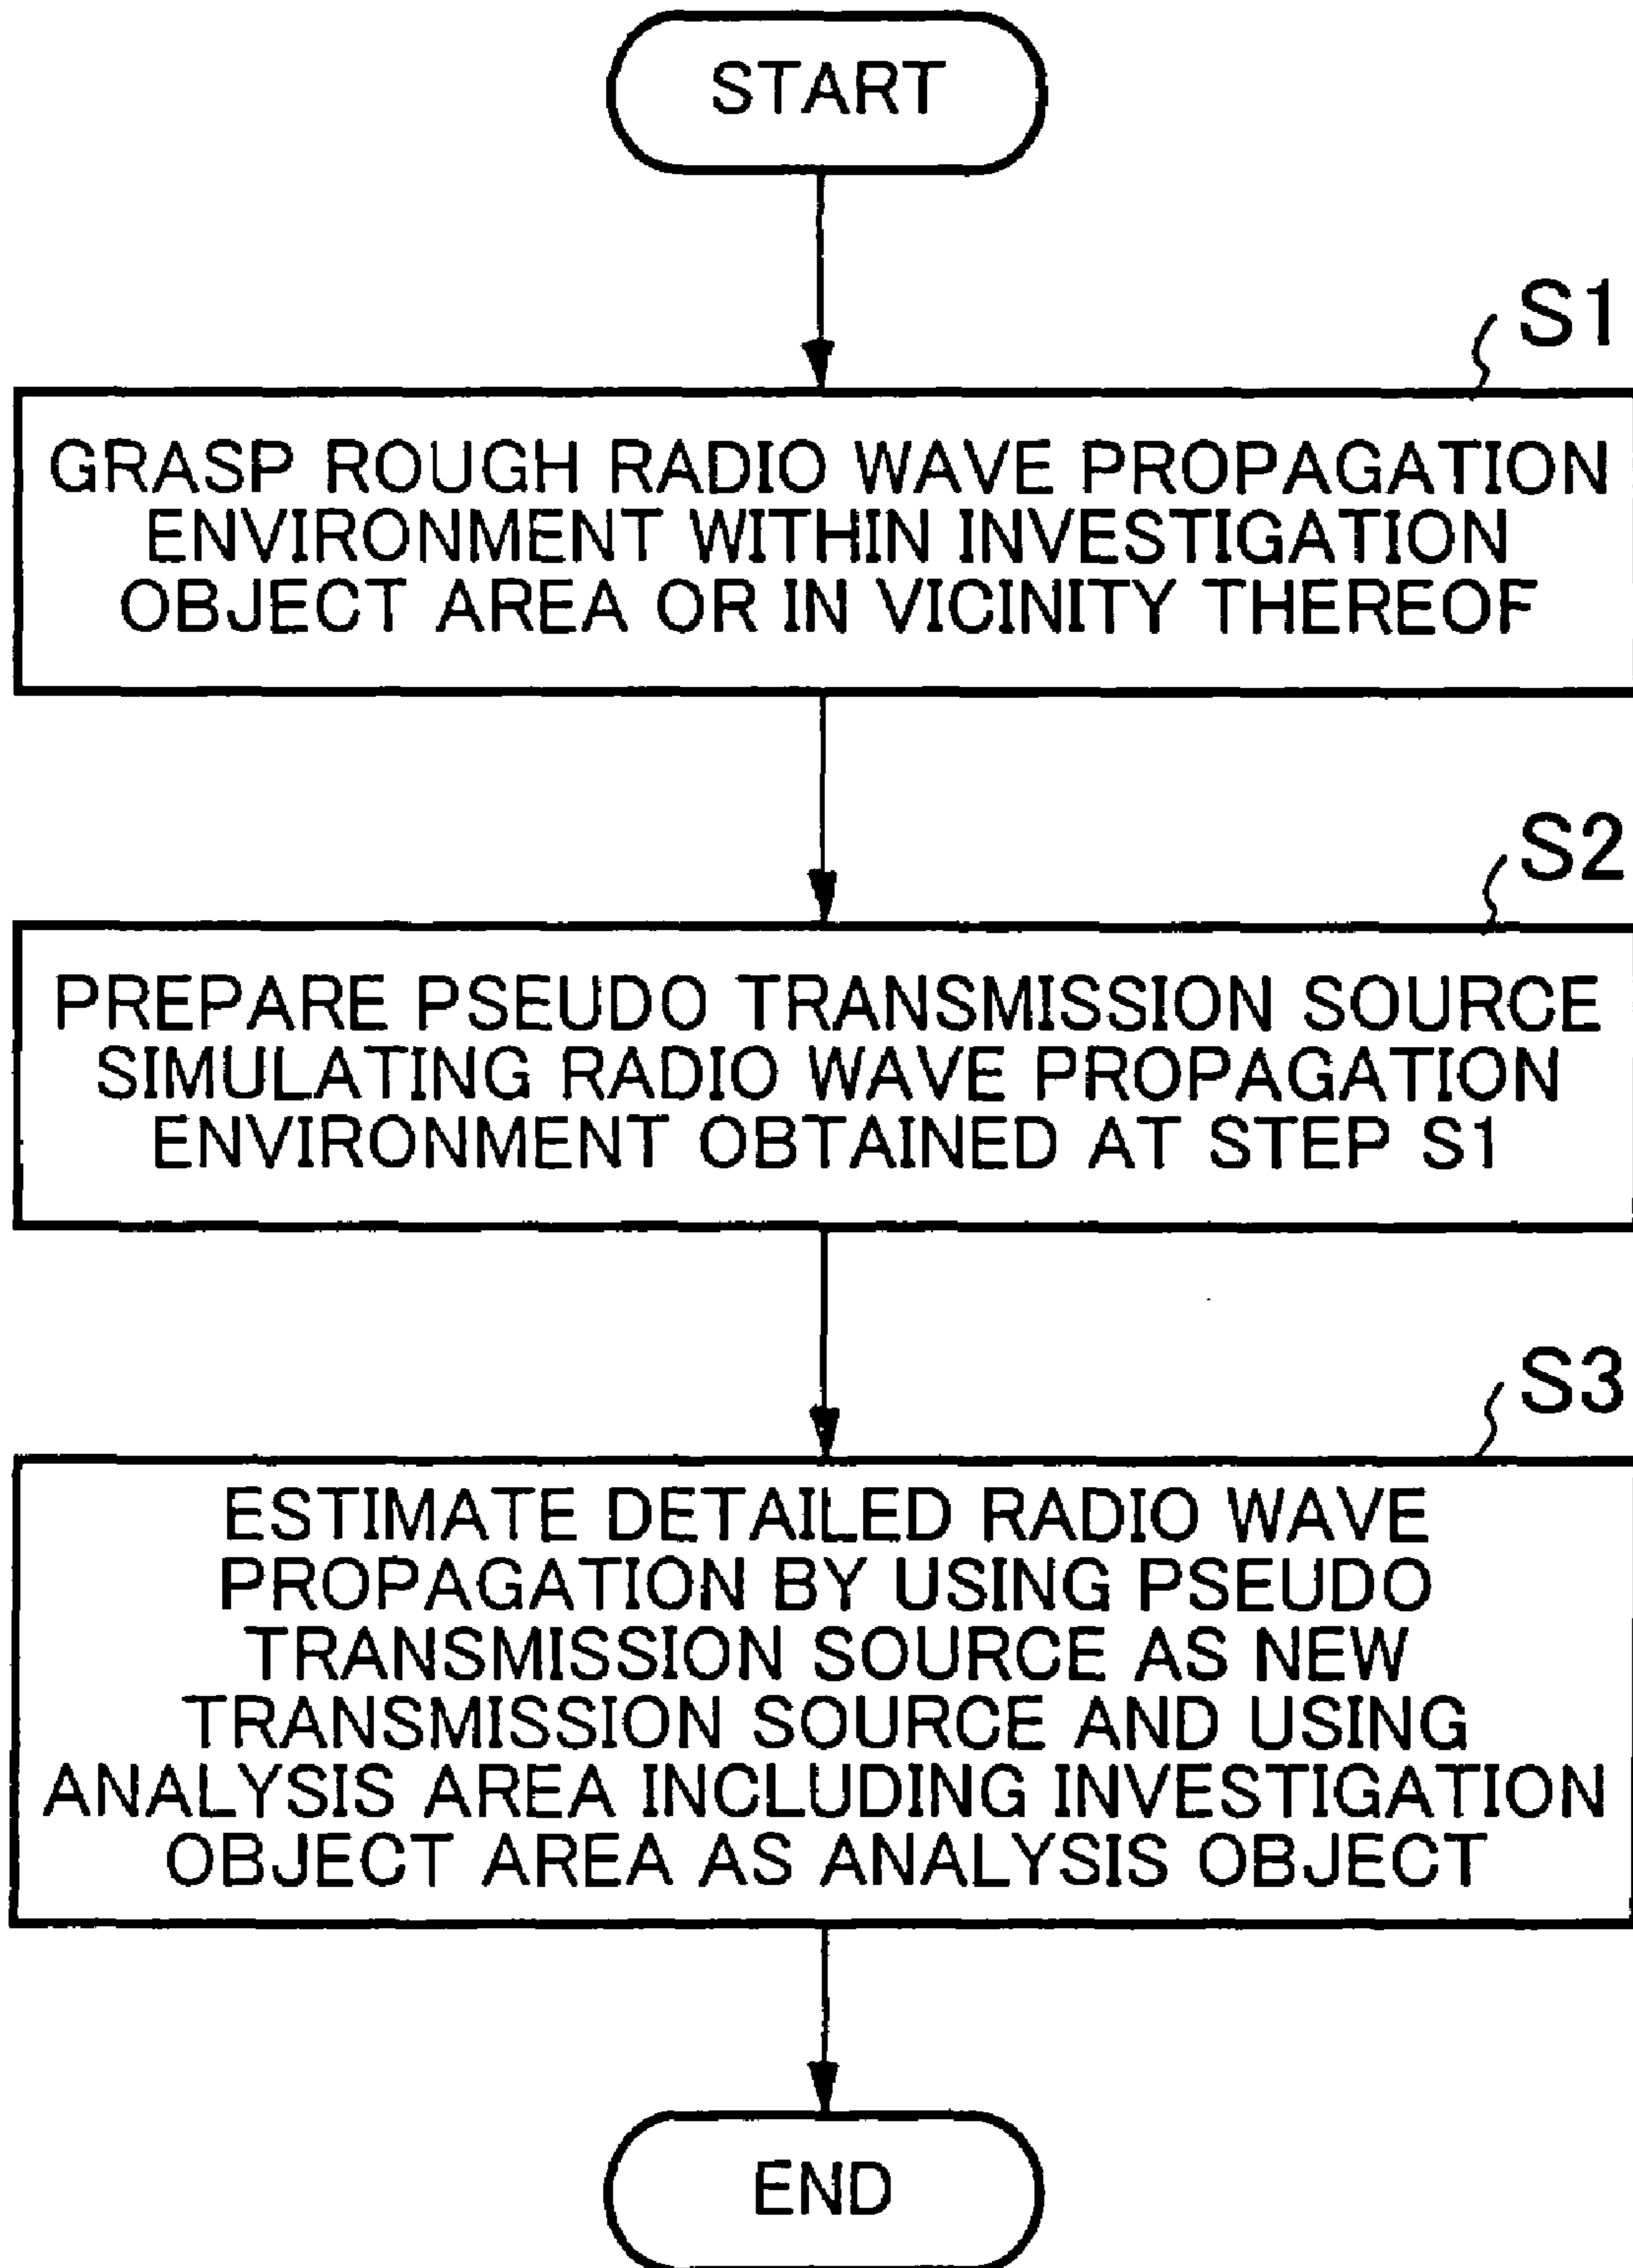 START
S1
GRASP ROUGH RADIO WAVE PROPAGATION
ENVIRONMENT WITHIN INVESTIGATION
OBJECT AREA OR IN VICINITY THEREOF
S2
PREPARE PSEUDO TRANSMISSION SOURCE
SIMULATING RADIO WAVE PROPAGATION
ENVIRONMENT OBTAINED AT STEP S1
S3
ESTIMATE DETAILED RADIO WAVE
PROPAGATION BY USING PSEUDO
TRANSMISSION SOURCE AS NEW
TRANSMISSION SOURCE AND USING
ANALYSIS AREA INCLUDING INVESTIGATION
OBJECT AREA AS ANALYSIS OBJECT
END